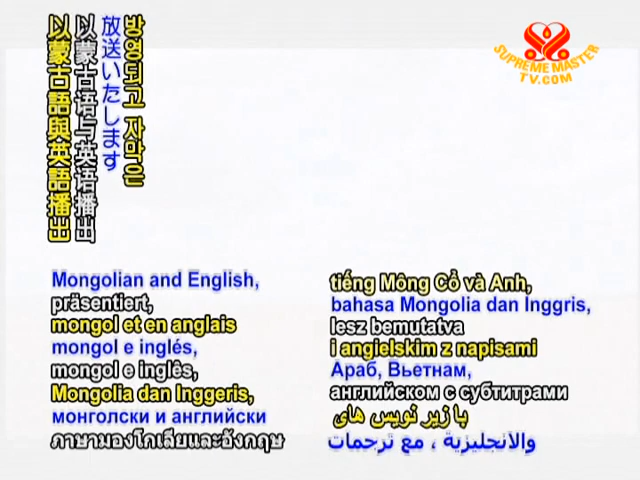 以蒙古語與英語播出
以蒙古语与英语播出
放送いたします
방영되고 자막은
SUPREME MASTER
TV.COM
Mongolian and English,
präsentiert,
mongol et en anglais
mongol e inglés,
mongol e inglês,
Mongolia dan Inggeris,
монголски и английски
ภาษามองโกเลียและอังกฤษ
tiếng Mông Cổ và Anh,
bahasa Mongolia dan Inggris,
lesz bemutatva
i angielskim z napisami
Араб, Вьетнам,
английском с субтитрами
با زیر نویس های
والانجليزية ، مع ترجمات